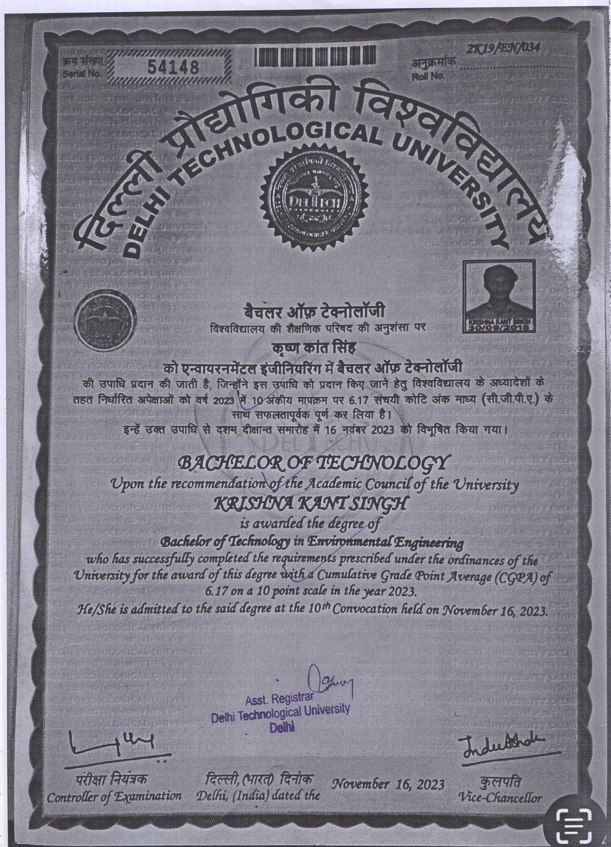 क्रम संख्या
Serial No.
54148
अनुक्रमांक
Roll No.
2K19/EN/034
दिल्ली प्रौद्योगिकी विश्वविद्यालय
DELHI TECHNOLOGICAL UNIVERSITY
KRISHNA KANT SINGH
30/09/2018
बैचलर ऑफ़ टेक्नोलॉजी
विश्वविद्यालय की शैक्षणिक परिषद की अनुशंसा पर
कृष्ण कांत सिंह
को एन्वायरनमेंटल इंजीनियरिंग में बैचलर ऑफ़ टेक्नोलॉजी
की उपाधि प्रदान की जाती है, जिन्होंने इस उपाधि को प्रदान किए जाने हेतु विश्वविद्यालय के अध्यादेशों के
तहत निर्धारित अपेक्षाओं को वर्ष 2023 में 10 अंकीय मापक्रम पर 6.17 संचयी कोटि अंक माध्य (सी.जी.पी.ए.) के
साथ सफलतापूर्वक पूर्ण कर लिया है।
इन्हें उक्त उपाधि से दशम दीक्षान्त समारोह में 16 नवंबर 2023 को विभूषित किया गया।
BACHELOR OF TECHNOLOGY
Upon the recommendation of the Academic Council of the University
KRISHNA KANT SINGH
is awarded the degree of
Bachelor of Technology in Environmental Engineering
who has successfully completed the requirements prescribed under the ordinances of the
University for the award of this degree with a Cumulative Grade Point Average (CGPA) of
6.17 on a 10 point scale in the year 2023.
He/She is admitted to the said degree at the 10th Convocation held on November 16, 2023.
Asst. Registrar
Delhi Technological University
Delhi
परीक्षा नियंत्रक
Controller of Examination
दिल्ली, (भारत) दिनांक
Delhi, (India) dated the
November 16, 2023
कुलपति
Vice-Chancellor